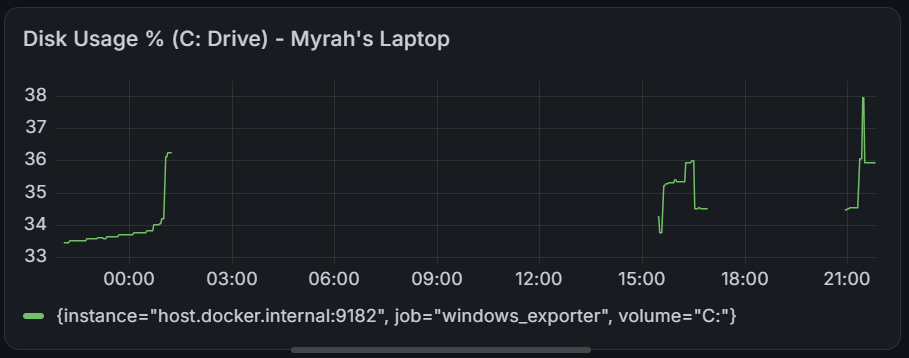 Disk Usage % (C: Drive) - Myrah's Laptop
38
37
36
35
34
33
00:00 03:00 06:00 09:00 12:00 15:00 18:00 21:00
{instance="host.docker.internal:9182", job="windows_exporter", volume="C:"}